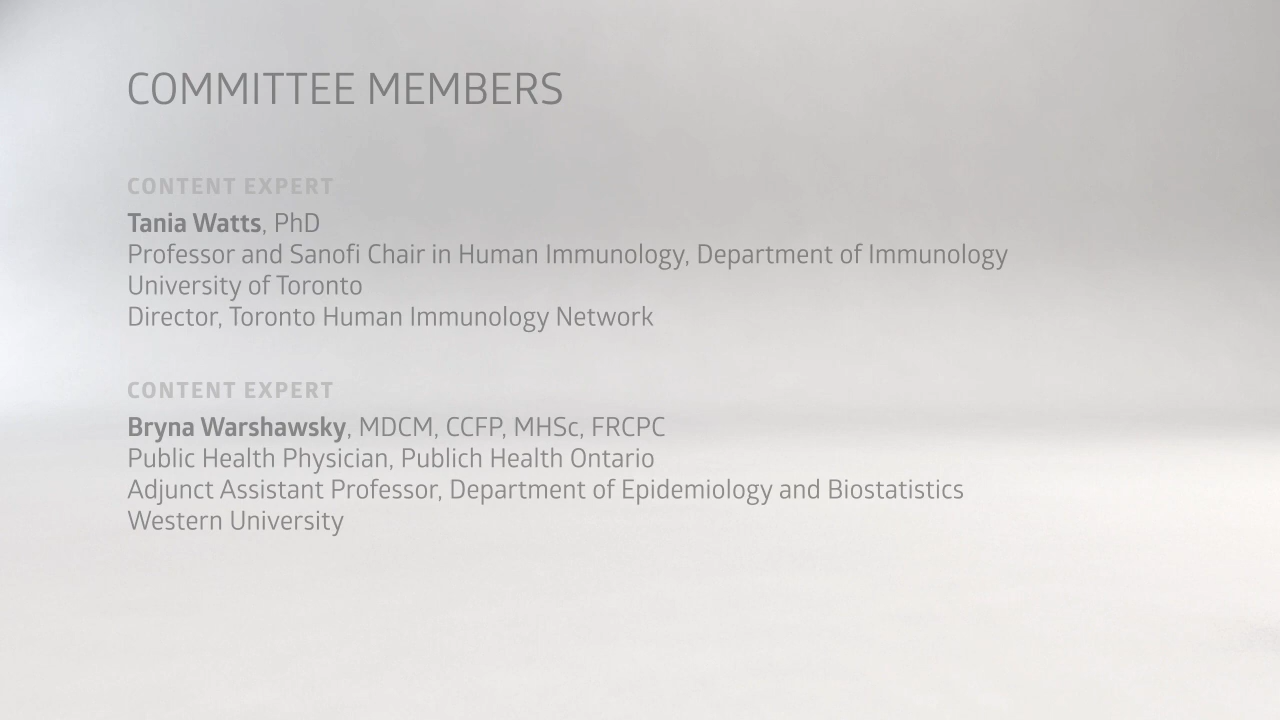 COMMITTEE MEMBERS
CONTENT EXPERT
Tania Watts, PhD
Professor and Sanofi Chair in Human Immunology, Department of Immunology
University of Toronto
Director, Toronto Human Immunology Network
CONTENT EXPERT
Bryna Warshawsky, MDCM, CCFP, MHSc, FRCPC
Public Health Physician, Publich Health Ontario
Adjunct Assistant Professor, Department of Epidemiology and Biostatistics
Western University